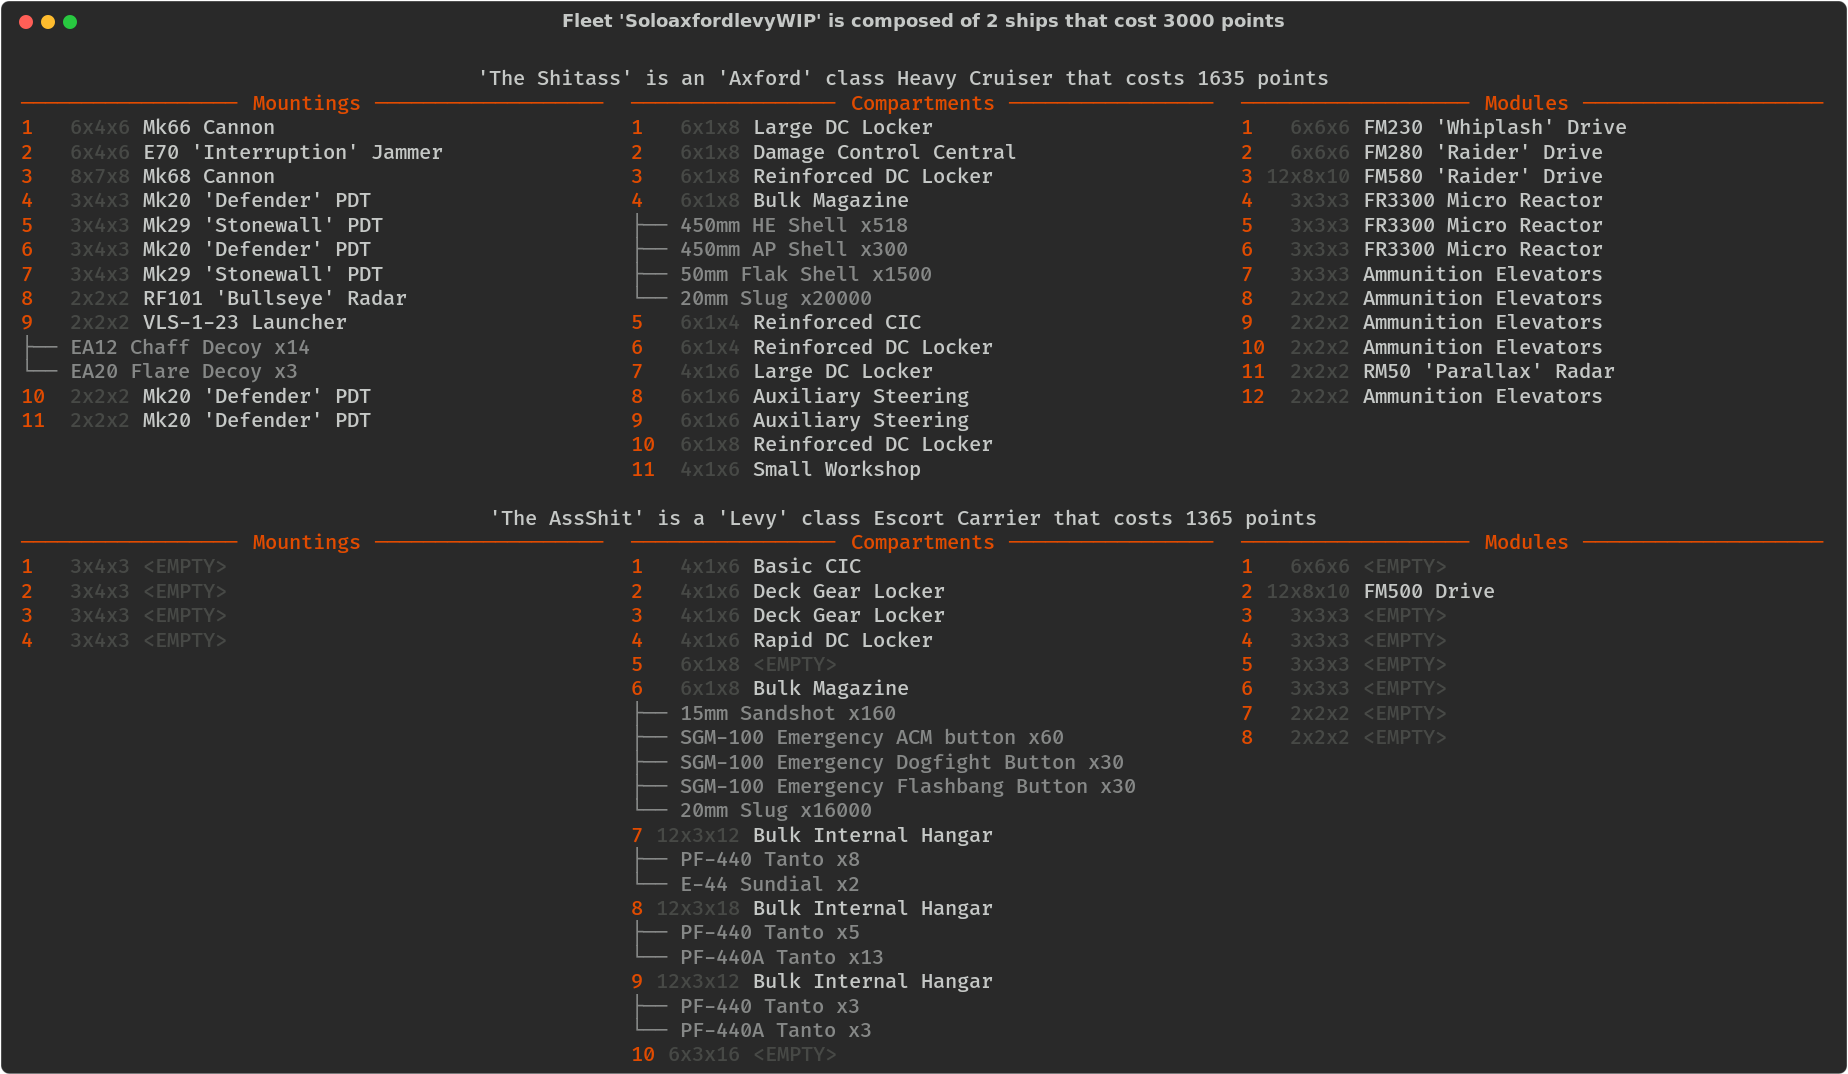 Fleet 'SoloaxfordlevyWIP' is composed of 2 ships that cost 3000 points
'The Shitass' is an 'Axford' class Heavy Cruiser that costs 1635 points
Mountings
1 6x4x6 Mk66 Cannon
2 6x4x6 E70 'Interruption' Jammer
3 8x7x8 Mk68 Cannon
4 3x4x3 Mk20 'Defender' PDT
5 3x4x3 Mk29 'Stonewall' PDT
6 3x4x3 Mk20 'Defender' PDT
7 3x4x3 Mk29 'Stonewall' PDT
8 2x2x2 RF101 'Bullseye' Radar
9 2x2x2 VLS-1-23 Launcher
EA12 Chaff Decoy x14
EA20 Flare Decoy x3
10 2x2x2 Mk20 'Defender' PDT
11 2x2x2 Mk20 'Defender' PDT
Compartments
1 6x1x8 Large DC Locker
2 6x1x8 Damage Control Central
3 6x1x8 Reinforced DC Locker
4 6x1x8 Bulk Magazine
450mm HE Shell x518
450mm AP Shell x300
50mm Flak Shell x1500
20mm Slug x20000
5 6x1x4 Reinforced CIC
6 6x1x4 Reinforced DC Locker
7 4x1x6 Large DC Locker
8 6x1x6 Auxiliary Steering
9 6x1x6 Auxiliary Steering
10 6x1x8 Reinforced DC Locker
11 4x1x6 Small Workshop
Modules
1 6x6x6 FM230 'Whiplash' Drive
2 6x6x6 FM280 'Raider' Drive
3 12x8x10 FM580 'Raider' Drive
4 3x3x3 FR3300 Micro Reactor
5 3x3x3 FR3300 Micro Reactor
6 3x3x3 FR3300 Micro Reactor
7 3x3x3 Ammunition Elevators
8 2x2x2 Ammunition Elevators
9 2x2x2 Ammunition Elevators
10 2x2x2 Ammunition Elevators
11 2x2x2 RM50 'Parallax' Radar
12 2x2x2 Ammunition Elevators
'The AssShit' is a 'Levy' class Escort Carrier that costs 1365 points
Mountings
1 3x4x3 <EMPTY>
2 3x4x3 <EMPTY>
3 3x4x3 <EMPTY>
4 3x4x3 <EMPTY>
Compartments
1 4x1x6 Basic CIC
2 4x1x6 Deck Gear Locker
3 4x1x6 Deck Gear Locker
4 4x1x6 Rapid DC Locker
5 6x1x8 <EMPTY>
6 6x1x8 Bulk Magazine
15mm Sandshot x160
SGM-100 Emergency ACM button x60
SGM-100 Emergency Dogfight Button x30
SGM-100 Emergency Flashbang Button x30
20mm Slug x16000
7 12x3x12 Bulk Internal Hangar
PF-440 Tanto x8
E-44 Sundial x2
8 12x3x18 Bulk Internal Hangar
PF-440 Tanto x5
PF-440A Tanto x13
9 12x3x12 Bulk Internal Hangar
PF-440 Tanto x3
PF-440A Tanto x3
10 6x3x16 <EMPTY>
Modules
1 6x6x6 <EMPTY>
2 12x8x10 FM500 Drive
3 3x3x3 <EMPTY>
4 3x3x3 <EMPTY>
5 3x3x3 <EMPTY>
6 3x3x3 <EMPTY>
7 2x2x2 <EMPTY>
8 2x2x2 <EMPTY>